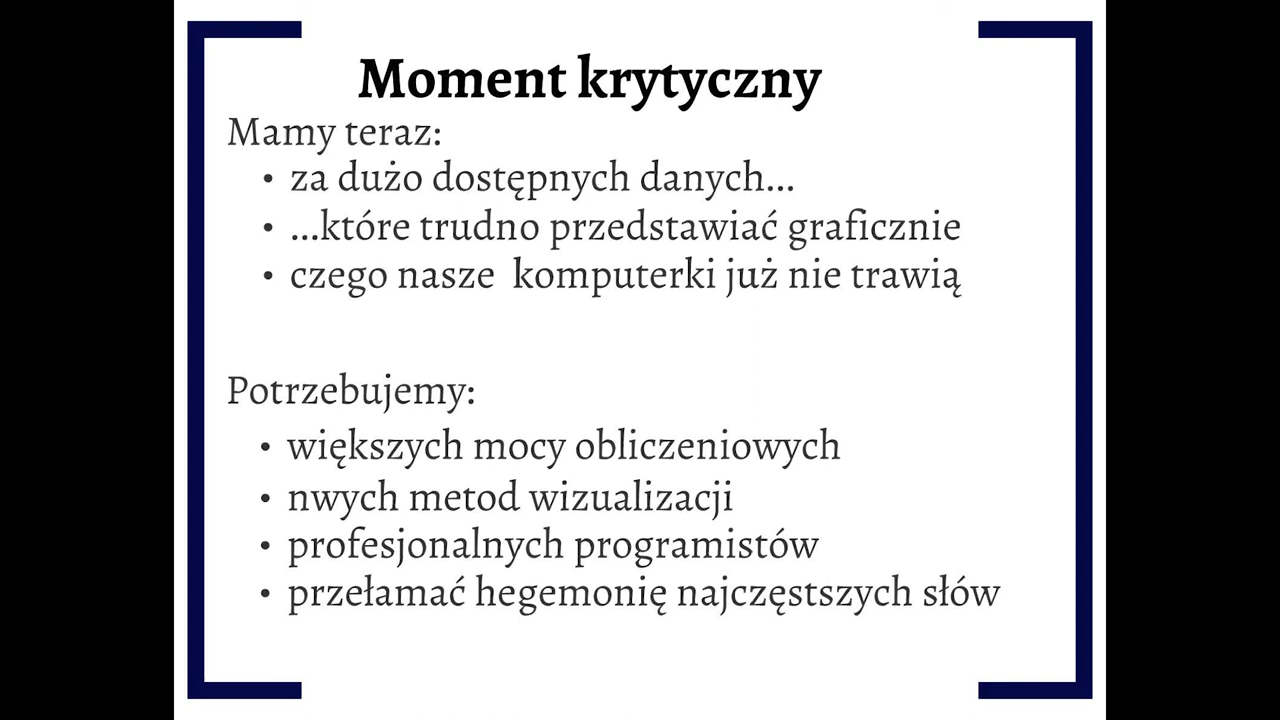 Moment krytyczny
Mamy teraz:
• za dużo dostępnych danych...
• ...które trudno przedstawiać graficznie
• czego nasze komputerki już nie trawią
Potrzebujemy:
• większych mocy obliczeniowych
• nwych metod wizualizacji
• profesjonalnych programistów
• przełamać hegemonię najczęstszych słów